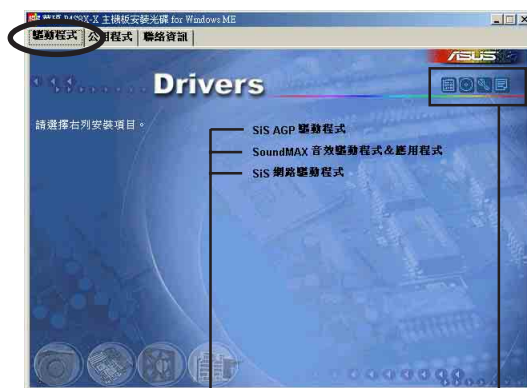 華碩 P4S8X-X 主機板安裝光碟 for Windows ME
驅動程式 公用程式 聯絡資訊
ASUS
Drivers
請選擇右列安裝項目。
SiS AGP 驅動程式
SoundMAX 音效驅動程式&應用程式
SiS 網路驅動程式